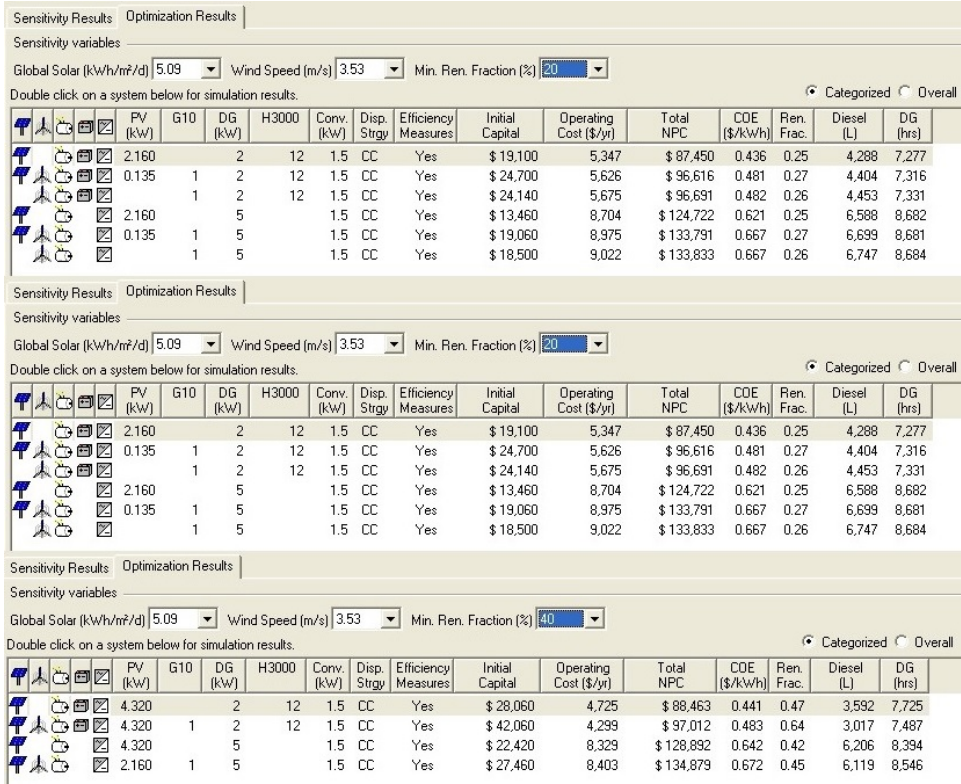 Sensitivity Results Optimization Results
Sensitivity variables
Global Solar (kWh/m²/d) 5.09 Wind Speed (m/s) 3.53 Min. Ren. Fraction (%) 20
Double click on a system below for simulation results. Categorized Overall
PV (kW) G10 DG (kW) H3000 Conv. (kW) Disp. Strgy Efficiency Measures Initial Capital Operating Cost ($/yr) Total NPC COE ($/kWh) Ren. Frac. Diesel (L) DG (hrs)
2.160 2 12 1.5 CC Yes $ 19,100 5,347 $ 87,450 0.436 0.25 4,288 7,277
0.135 1 2 12 1.5 CC Yes $ 24,700 5,626 $ 96,616 0.481 0.27 4,404 7,316
1 2 12 1.5 CC Yes $ 24,140 5,675 $ 96,691 0.482 0.26 4,453 7,331
2.160 5 1.5 CC Yes $ 13,460 8,704 $ 124,722 0.621 0.25 6,588 8,682
0.135 1 5 1.5 CC Yes $ 19,060 8,975 $ 133,791 0.667 0.27 6,699 8,681
1 5 1.5 CC Yes $ 18,500 9,022 $ 133,833 0.667 0.26 6,747 8,684
Sensitivity Results Optimization Results
Sensitivity variables
Global Solar (kWh/m²/d) 5.09 Wind Speed (m/s) 3.53 Min. Ren. Fraction (%) 20
Double click on a system below for simulation results. Categorized Overall
PV (kW) G10 DG (kW) H3000 Conv. (kW) Disp. Strgy Efficiency Measures Initial Capital Operating Cost ($/yr) Total NPC COE ($/kWh) Ren. Frac. Diesel (L) DG (hrs)
2.160 2 12 1.5 CC Yes $ 19,100 5,347 $ 87,450 0.436 0.25 4,288 7,277
0.135 1 2 12 1.5 CC Yes $ 24,700 5,626 $ 96,616 0.481 0.27 4,404 7,316
1 2 12 1.5 CC Yes $ 24,140 5,675 $ 96,691 0.482 0.26 4,453 7,331
2.160 5 1.5 CC Yes $ 13,460 8,704 $ 124,722 0.621 0.25 6,588 8,682
0.135 1 5 1.5 CC Yes $ 19,060 8,975 $ 133,791 0.667 0.27 6,699 8,681
1 5 1.5 CC Yes $ 18,500 9,022 $ 133,833 0.667 0.26 6,747 8,684
Sensitivity Results Optimization Results
Sensitivity variables
Global Solar (kWh/m²/d) 5.09 Wind Speed (m/s) 3.53 Min. Ren. Fraction (%) 40
Double click on a system below for simulation results. Categorized Overall
PV (kW) G10 DG (kW) H3000 Conv. (kW) Disp. Strgy Efficiency Measures Initial Capital Operating Cost ($/yr) Total NPC COE ($/kWh) Ren. Frac. Diesel (L) DG (hrs)
4.320 2 12 1.5 CC Yes $ 28,060 4,725 $ 88,463 0.441 0.47 3,592 7,725
4.320 1 2 12 1.5 CC Yes $ 42,060 4,299 $ 97,012 0.483 0.64 3,017 7,487
4.320 5 1.5 CC Yes $ 22,420 8,329 $ 128,892 0.642 0.42 6,206 8,394
2.160 1 5 1.5 CC Yes $ 27,460 8,403 $ 134,879 0.672 0.45 6,119 8,546